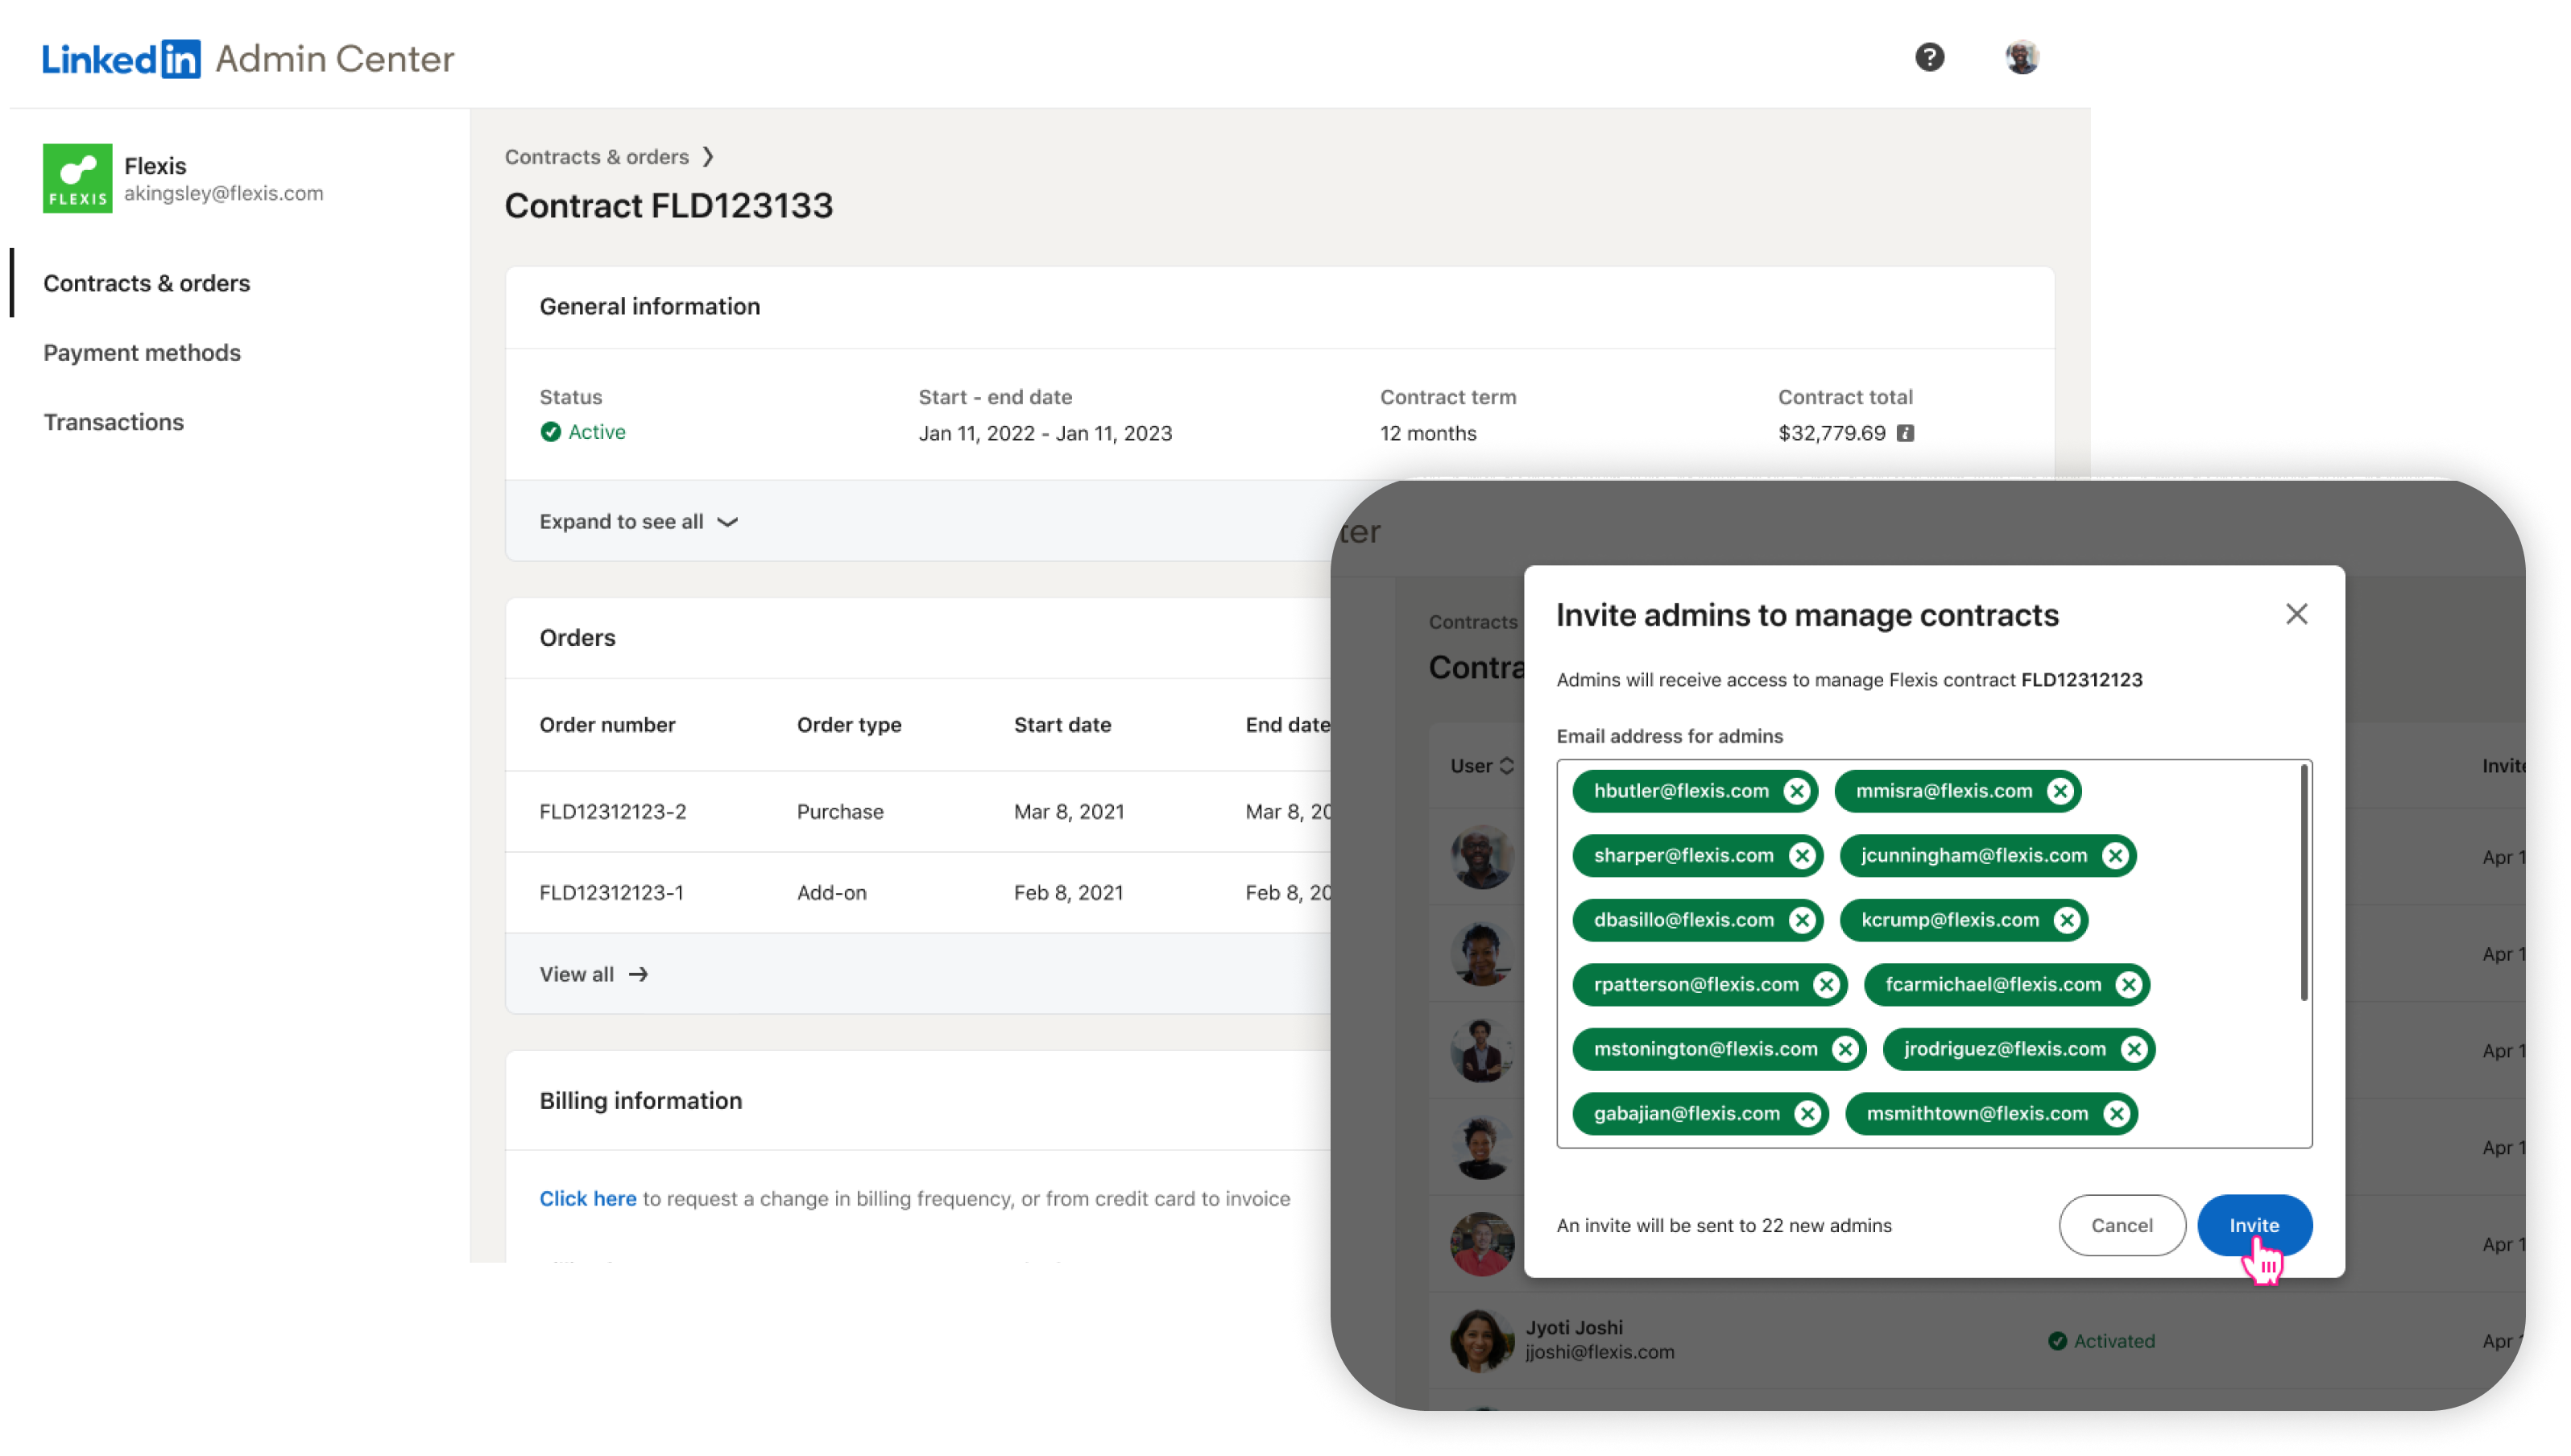 LinkedIn Admin Center
?
FLEXIS
Flexis
akingsley@flexis.com
Contracts & orders
Payment methods
Transactions
Contracts & orders
Contract FLD123133
General information
Status
Start - end date
Contract term
Contract total
Active
Jan 11, 2022 - Jan 11, 2023
12 months
$32,779.69
Expand to see all
Orders
Order number
Order type
Start date
End date
FLD12312123-2
Purchase
Mar 8, 2021
Mar 8, 20
FLD12312123-1
Add-on
Feb 8, 2021
Feb 8, 20
View all
Billing information
Click here to request a change in billing frequency, or from credit card to invoice
ter
Contracts
Contra
User
Invite
Apr 1
Apr 1
Apr 1
Apr 1
Apr 1
Invite admins to manage contracts
Admins will receive access to manage Flexis contract FLD12312123
Email address for admins
hbutler@flexis.com
mmisra@flexis.com
sharper@flexis.com
jcunningham@flexis.com
dbasillo@flexis.com
kcrump@flexis.com
rpatterson@flexis.com
fcarmichael@flexis.com
mstonington@flexis.com
jrodriguez@flexis.com
gabajian@flexis.com
msmithtown@flexis.com
An invite will be sent to 22 new admins
Cancel
Invite
Jyoti Joshi
jjoshi@flexis.com
Activated
Apr